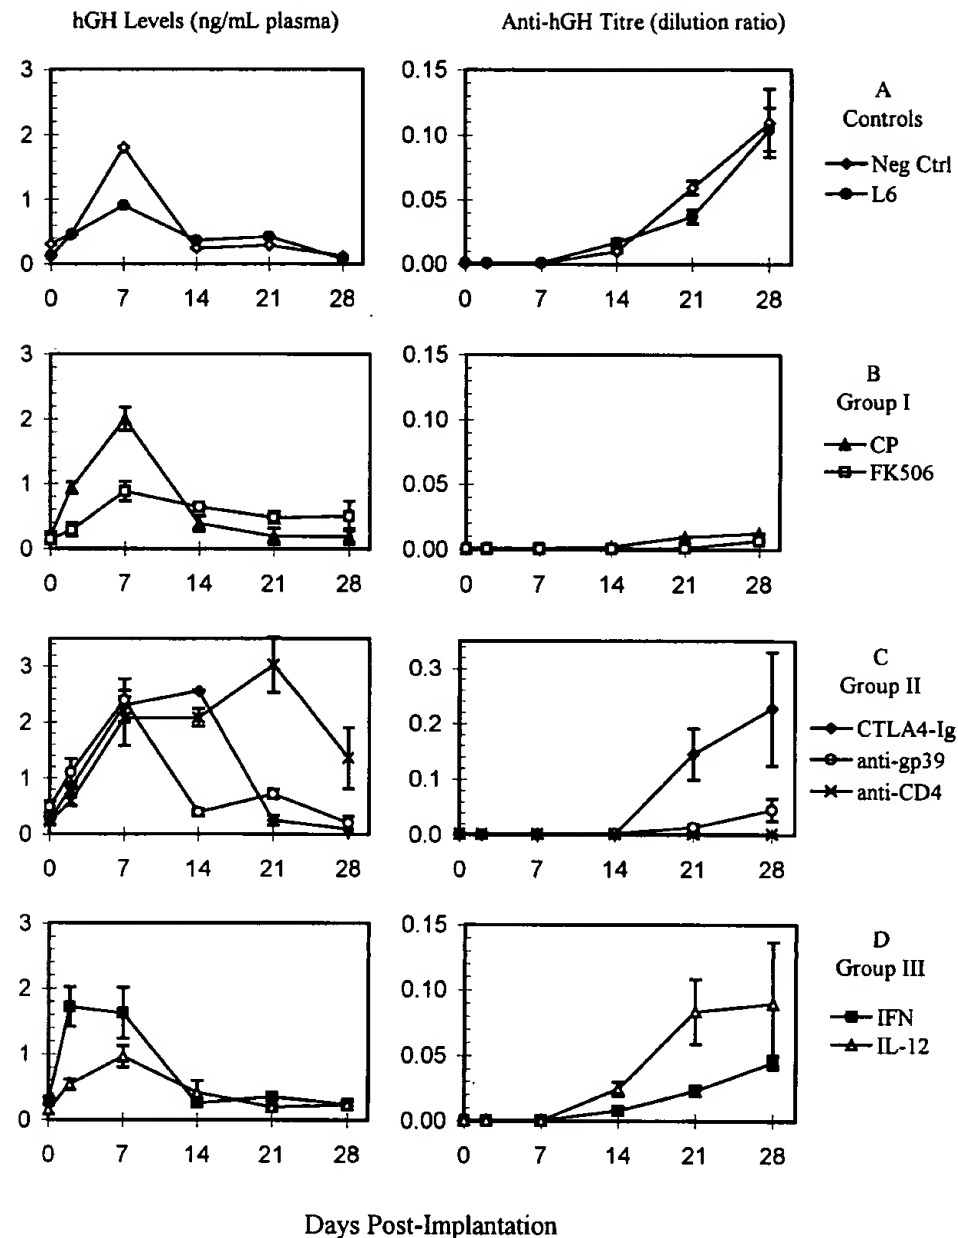 hGH Levels (ng/mL plasma)
Anti-hGH Titre (dilution ratio)
3
2
1
0
0 7 14 21 28
0.15
0.10
0.05
0.00
0 7 14 21 28
A
Controls
Neg Ctrl
L6
3
2
1
0
0 7 14 21 28
0.15
0.10
0.05
0.00
0 7 14 21 28
B
Group I
CP
FK506
3
2
1
0
0 7 14 21 28
0.3
0.2
0.1
0.0
0 7 14 21 28
C
Group II
CTLA4-Ig
anti-gp39
anti-CD4
3
2
1
0
0 7 14 21 28
0.15
0.10
0.05
0.00
0 7 14 21 28
D
Group III
IFN
IL-12
Days Post-Implantation